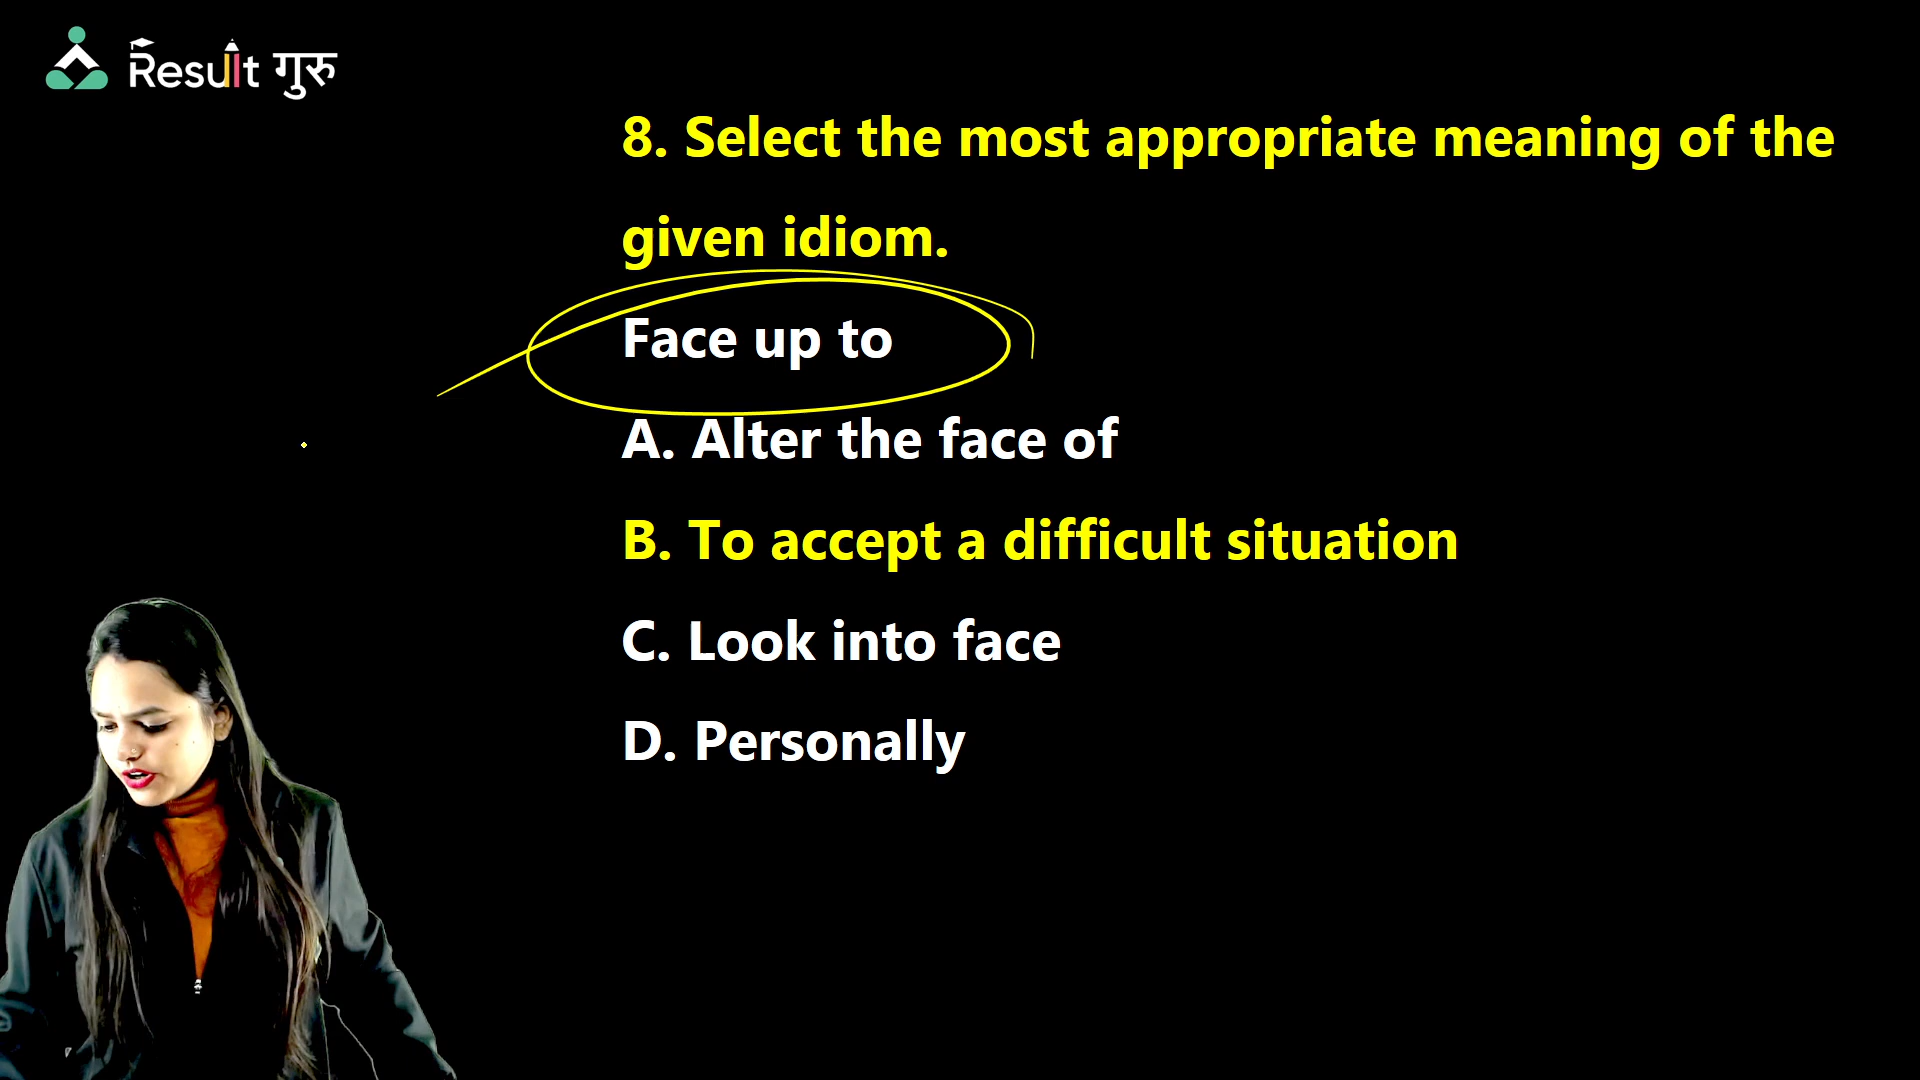 Result गुरु
8. Select the most appropriate meaning of the
given idiom.
Face up to
A. Alter the face of
B. To accept a difficult situation
C. Look into face
D. Personally